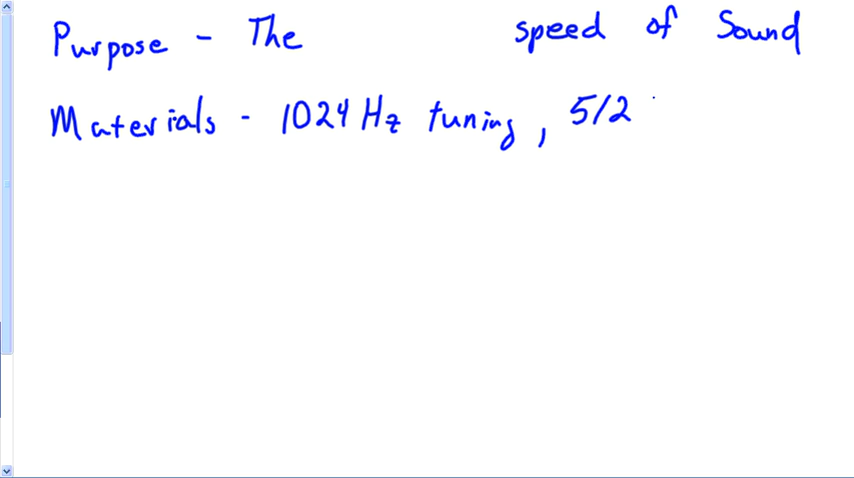 Purpose - The speed of Sound
Materials - 1024 Hz tuning, 512